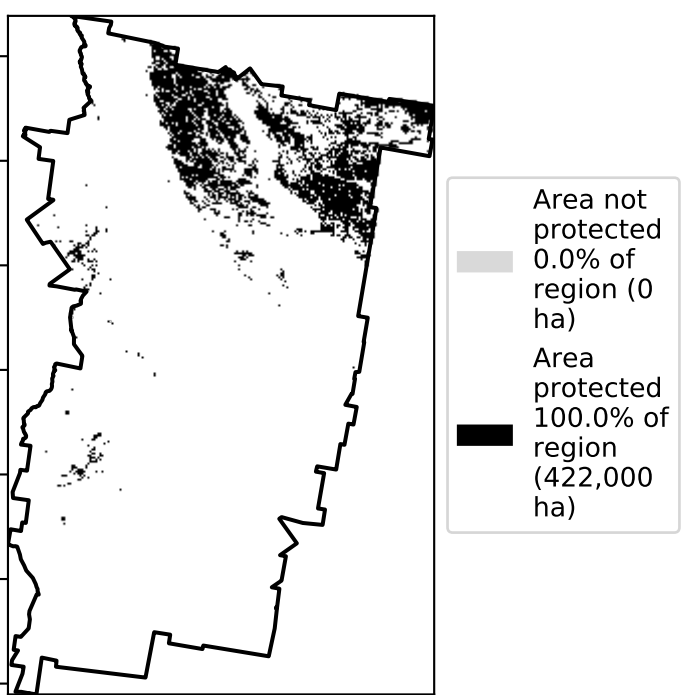 Area not
protected
0.0% of
region (0
ha)
Area
protected
100.0% of
region
(422,000
ha)